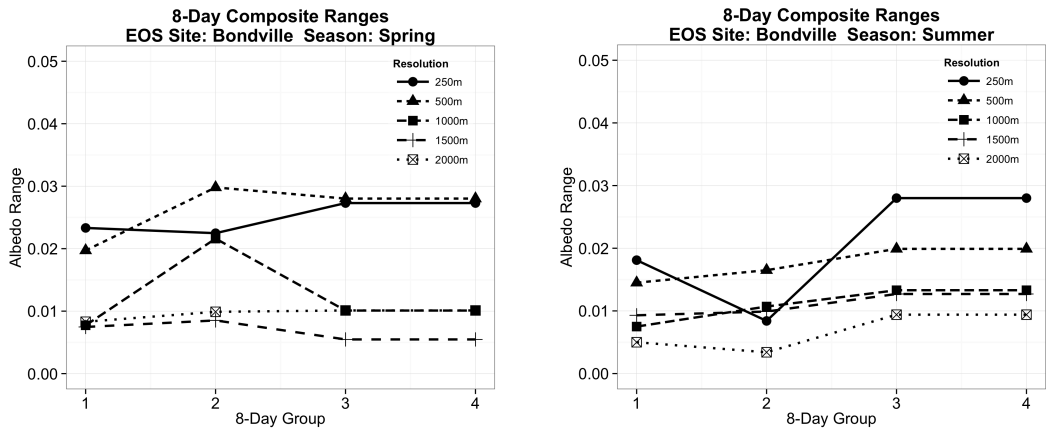 8-Day Composite Ranges
EOS Site: Bondville  Season: Spring
Albedo Range
0.05
0.04
0.03
0.02
0.01
0.00
Resolution
250m
500m
1000m
1500m
2000m
1 2 3 4
8-Day Group
8-Day Composite Ranges
EOS Site: Bondville  Season: Summer
Albedo Range
0.05
0.04
0.03
0.02
0.01
0.00
Resolution
250m
500m
1000m
1500m
2000m
1 2 3 4
8-Day Group